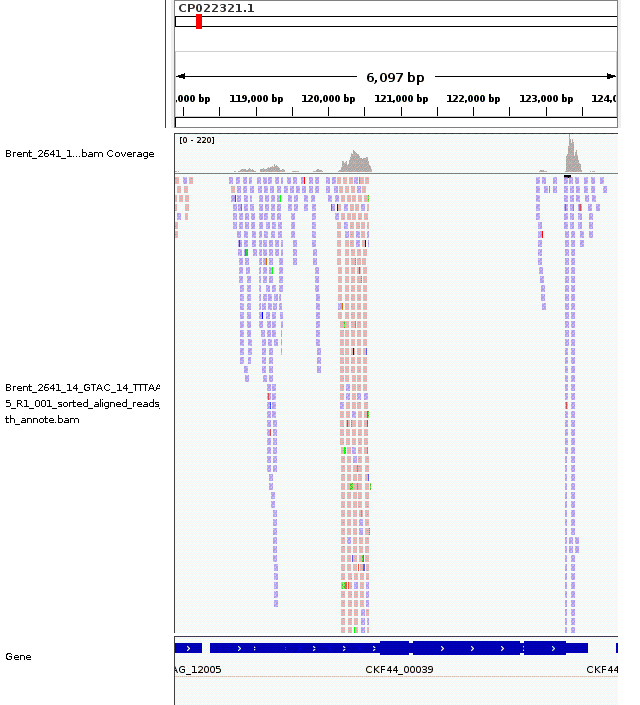 CP022321.1
6,097 bp
,000 bp 119,000 bp 120,000 bp 121,000 bp 122,000 bp 123,000 bp 124,0
[0 - 220]
Brent_2641_1...bam Coverage
Brent_2641_14_GTAC_14_TTTAA
5_R1_001_sorted_aligned_reads_
th_annote.bam
Gene
AG_12005 CKF44_00039 CKF44